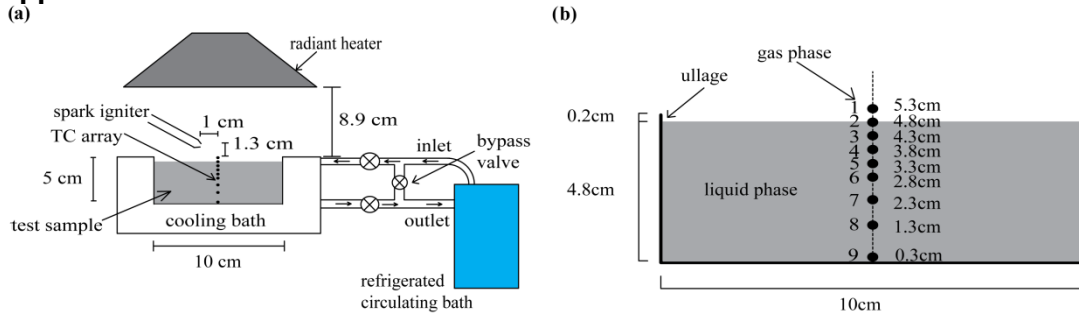 (a)
radiant heater
1 cm
spark igniter
TC array
1.3 cm
8.9 cm
inlet
bypass
valve
5 cm
test sample
cooling bath
outlet
10 cm
refrigerated
circulating bath
(b)
gas phase
ullage
0.2cm
4.8cm
liquid phase
1 5.3cm
2 4.8cm
3 4.3cm
4 3.8cm
5 3.3cm
6 2.8cm
7 2.3cm
8 1.3cm
9 0.3cm
10cm